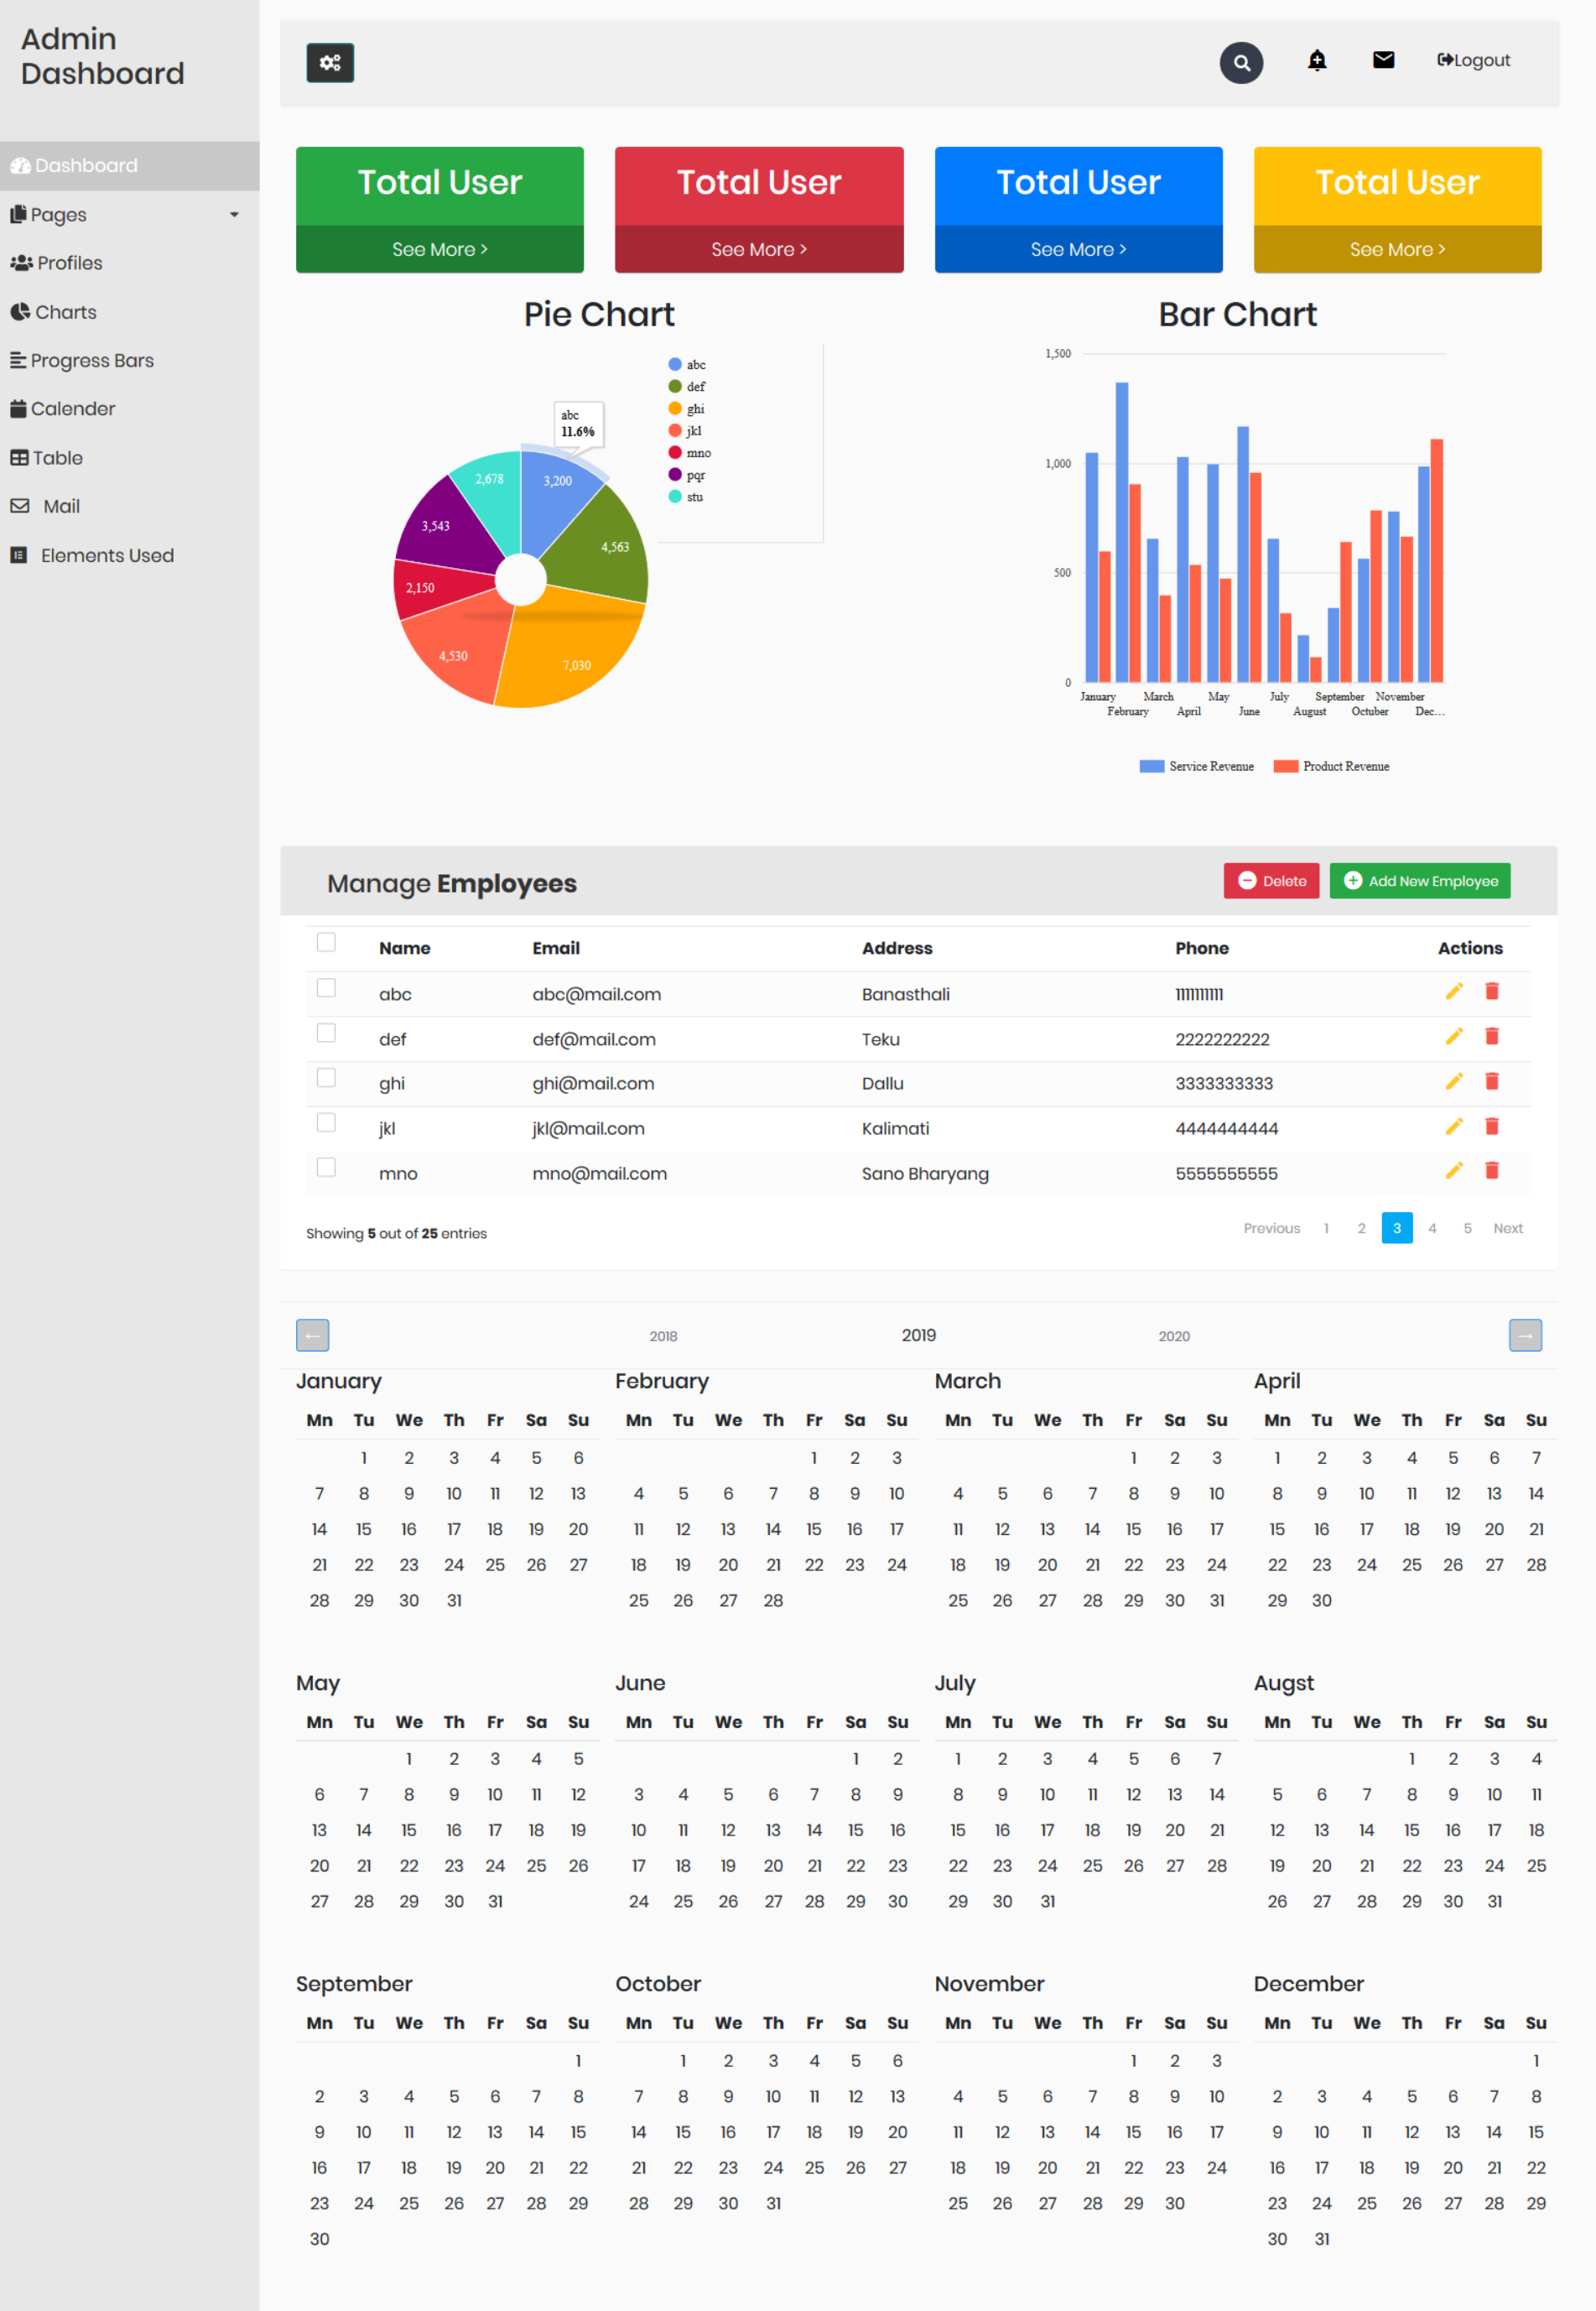 Admin
Dashboard
Logout
Dashboard
Pages
Profiles
Charts
Progress Bars
Calender
Table
Mail
Elements Used
Total User Total User Total User Total User
See More > See More > See More > See More >
Pie Chart
abc
def
ghi
jkl
mno
pqr
stu
abc
11.6%
2,678 3,200
3,543 4,563
2,150
4,530 7,030
Bar Chart
1,500
1,000
500
0
January March May July September November
February April June August Octuber Dec...
Service Revenue Product Revenue
Manage Employees Delete Add New Employee
Name Email Address Phone Actions
abc abc@mail.com Banasthali 1111111111
def def@mail.com Teku 2222222222
ghi ghi@mail.com Dallu 3333333333
jkl jkl@mail.com Kalimati 4444444444
mno mno@mail.com Sano Bharyang 5555555555
Showing 5 out of 25 entries Previous 1 2 3 4 5 Next
← 2018 2019 2020 →
January February March April
Mn Tu We Th Fr Sa Su Mn Tu We Th Fr Sa Su Mn Tu We Th Fr Sa Su Mn Tu We Th Fr Sa Su
1 2 3 4 5 6 1 2 3 1 2 3 1 2 3 4 5 6 7
7 8 9 10 11 12 13 4 5 6 7 8 9 10 4 5 6 7 8 9 10 8 9 10 11 12 13 14
14 15 16 17 18 19 20 11 12 13 14 15 16 17 11 12 13 14 15 16 17 15 16 17 18 19 20 21
21 22 23 24 25 26 27 18 19 20 21 22 23 24 18 19 20 21 22 23 24 22 23 24 25 26 27 28
28 29 30 31 25 26 27 28 25 26 27 28 29 30 31 29 30
May June July Augst
Mn Tu We Th Fr Sa Su Mn Tu We Th Fr Sa Su Mn Tu We Th Fr Sa Su Mn Tu We Th Fr Sa Su
1 2 3 4 5 1 2 1 2 3 4 5 6 7 1 2 3 4
6 7 8 9 10 11 12 3 4 5 6 7 8 9 8 9 10 11 12 13 14 5 6 7 8 9 10 11
13 14 15 16 17 18 19 10 11 12 13 14 15 16 15 16 17 18 19 20 21 12 13 14 15 16 17 18
20 21 22 23 24 25 26 17 18 19 20 21 22 23 22 23 24 25 26 27 28 19 20 21 22 23 24 25
27 28 29 30 31 24 25 26 27 28 29 30 29 30 31 26 27 28 29 30 31
September October November December
Mn Tu We Th Fr Sa Su Mn Tu We Th Fr Sa Su Mn Tu We Th Fr Sa Su Mn Tu We Th Fr Sa Su
1 1 2 3 4 5 6 1 2 3 1
2 3 4 5 6 7 8 7 8 9 10 11 12 13 4 5 6 7 8 9 10 2 3 4 5 6 7 8
9 10 11 12 13 14 15 14 15 16 17 18 19 20 11 12 13 14 15 16 17 9 10 11 12 13 14 15
16 17 18 19 20 21 22 21 22 23 24 25 26 27 18 19 20 21 22 23 24 16 17 18 19 20 21 22
23 24 25 26 27 28 29 28 29 30 31 25 26 27 28 29 30 23 24 25 26 27 28 29
30 30 31